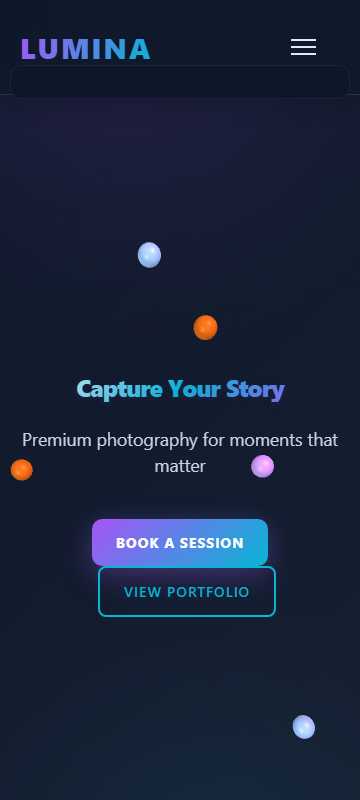 LUMINA
Capture Your Story
Premium photography for moments that
matter
BOOK A SESSION
VIEW PORTFOLIO